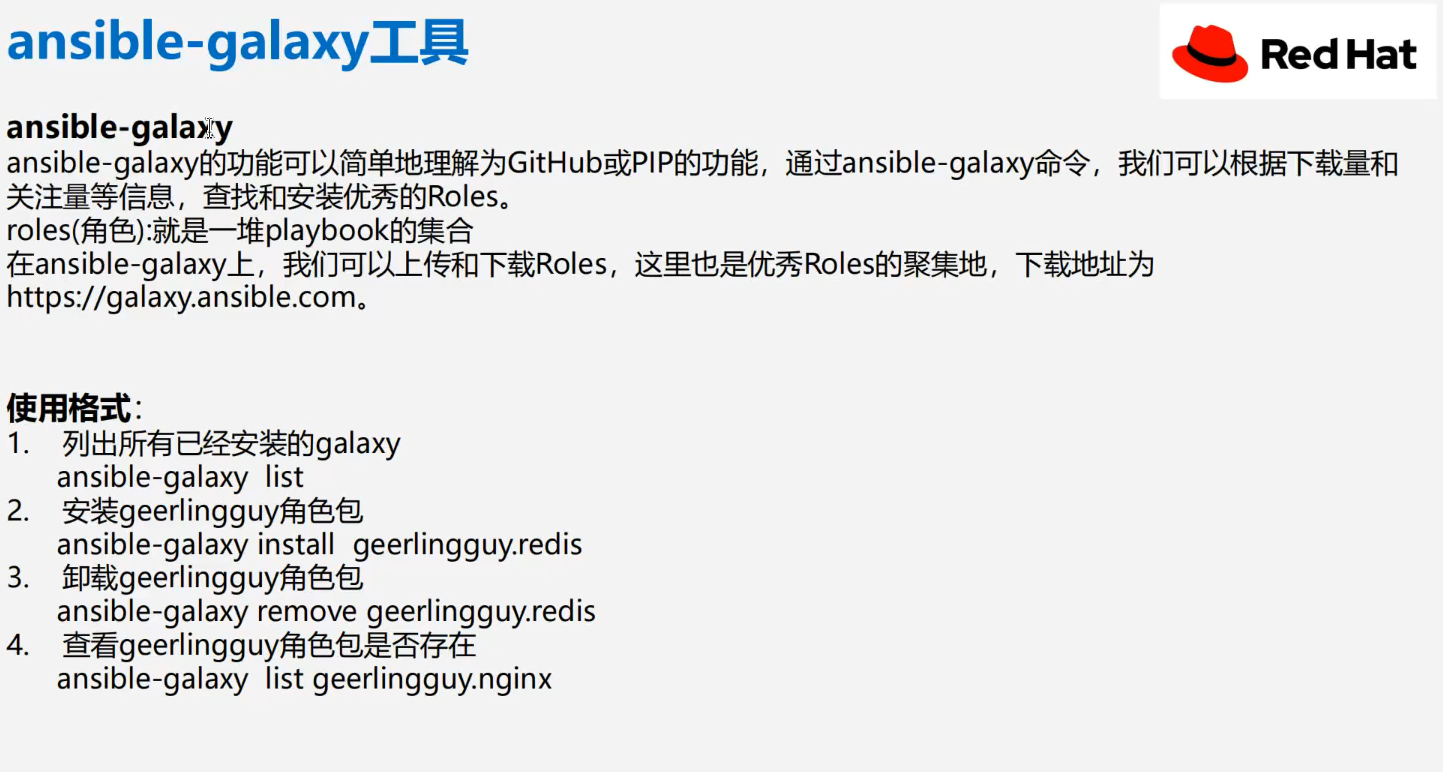 ansible-galaxy工具
Red Hat
ansible-galaxy
ansible-galaxy的功能可以简单地理解为GitHub或PIP的功能，通过ansible-galaxy命令，我们可以根据下载量和
关注量等信息，查找和安装优秀的Roles。
roles(角色):就是一堆playbook的集合
在ansible-galaxy上，我们可以上传和下载Roles，这里也是优秀Roles的聚集地，下载地址为
https://galaxy.ansible.com。
使用格式：
1. 列出所有已经安装的galaxy
ansible-galaxy list
2. 安装geerlingguy角色包
ansible-galaxy install geerlingguy.redis
3. 卸载geerlingguy角色包
ansible-galaxy remove geerlingguy.redis
4. 查看geerlingguy角色包是否存在
ansible-galaxy list geerlingguy.nginx